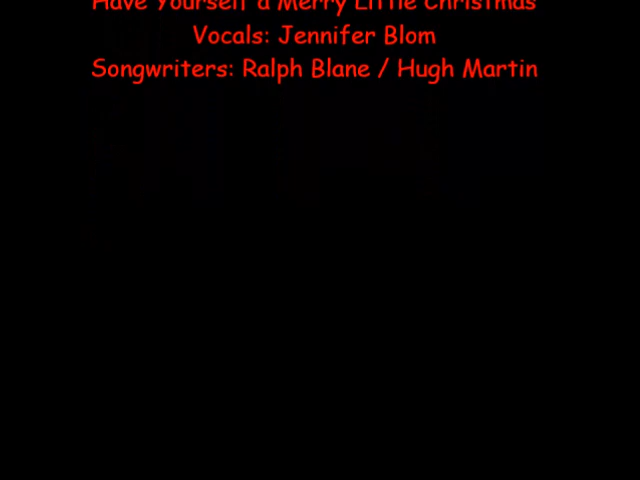 Have Yourself a Merry Little Christmas
Vocals: Jennifer Blom
Songwriters: Ralph Blane / Hugh Martin